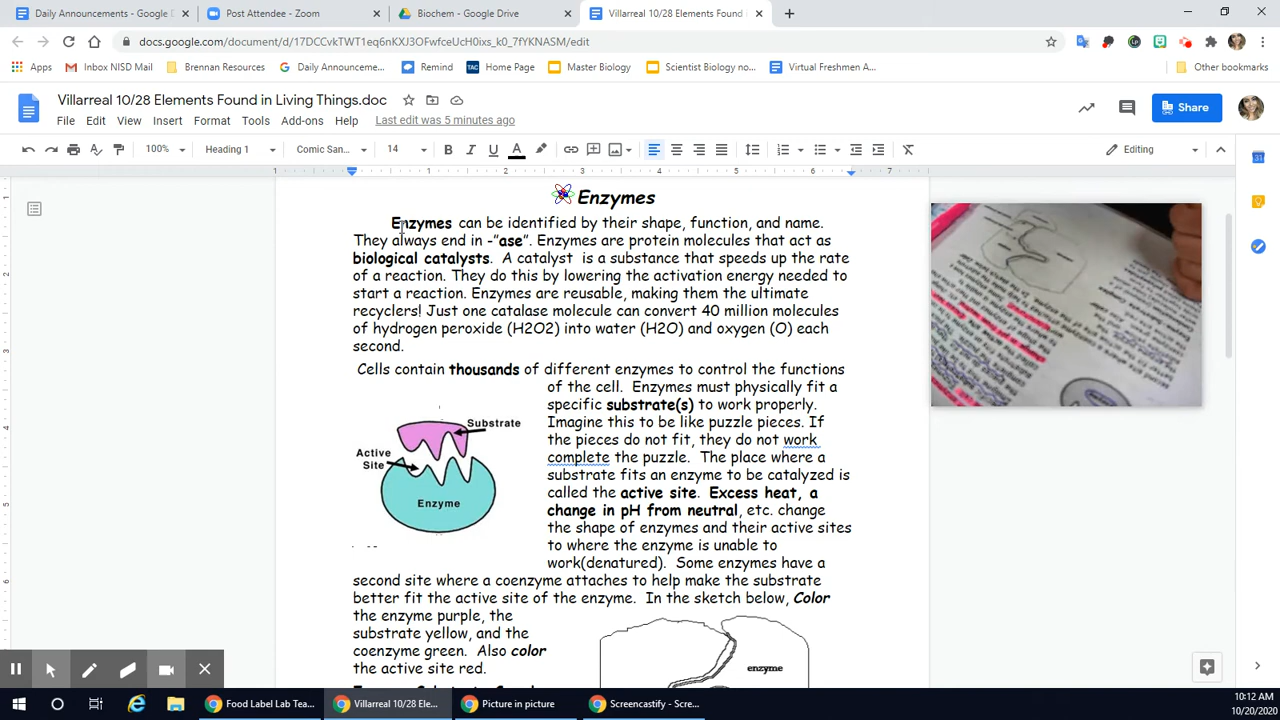 Daily Announcements - Google D
Post Attendee - Zoom
Biochem - Google Drive
Villarreal 10/28 Elements Found i
docs.google.com/document/d/17DCCvkTWT1eq6nKXJ3OFwfceUcH0ixs_k0_7fYKNASM/edit
Apps
Inbox NISD Mail
Brennan Resources
Daily Announceme...
Remind
Home Page
Master Biology
Scientist Biology no...
Virtual Freshmen A...
Other bookmarks
Villarreal 10/28 Elements Found in Living Things.doc
Share
File Edit View Insert Format Tools Add-ons Help Last edit was 5 minutes ago
100% Heading 1 Comic San... 14 Editing
1 1 2 3 4 5 6 7
Enzymes
Enzymes can be identified by their shape, function, and name.
They always end in -"ase". Enzymes are protein molecules that act as
biological catalysts. A catalyst is a substance that speeds up the rate
of a reaction. They do this by lowering the activation energy needed to
start a reaction. Enzymes are reusable, making them the ultimate
recyclers! Just one catalase molecule can convert 40 million molecules
of hydrogen peroxide (H2O2) into water (H2O) and oxygen (O) each
second.
Cells contain thousands of different enzymes to control the functions
of the cell. Enzymes must physically fit a
specific substrate(s) to work properly.
Imagine this to be like puzzle pieces. If
the pieces do not fit, they do not work
complete the puzzle. The place where a
substrate fits an enzyme to be catalyzed is
called the active site. Excess heat, a
change in pH from neutral, etc. change
the shape of enzymes and their active sites
to where the enzyme is unable to
work(denatured). Some enzymes have a
second site where a coenzyme attaches to help make the substrate
better fit the active site of the enzyme. In the sketch below, Color
the enzyme purple, the
substrate yellow, and the
coenzyme green. Also color
the active site red.
Substrate
Active
Site
Enzyme
enzyme
Food Label Lab Tea...
Villarreal 10/28 Ele...
Picture in picture
Screencastify - Scre...
10:12 AM
10/20/2020